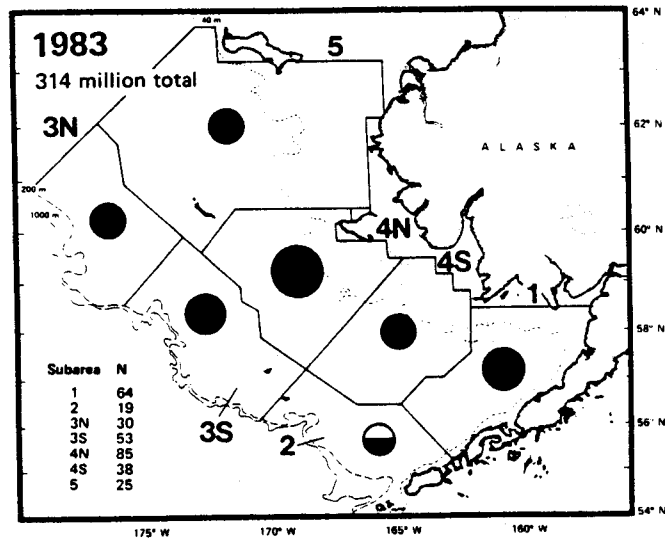 1983
314 million total
40 m
5
64° N
3N
62° N
ALASKA
200 m
1000 m
60° N
4N
4S
1
58° N
Subarea N
1 64
2 19
3N 30
3S 53
4N 85
4S 38
5 25
3S
2
56° N
54° N
175° W
170° W
165° W
160° W